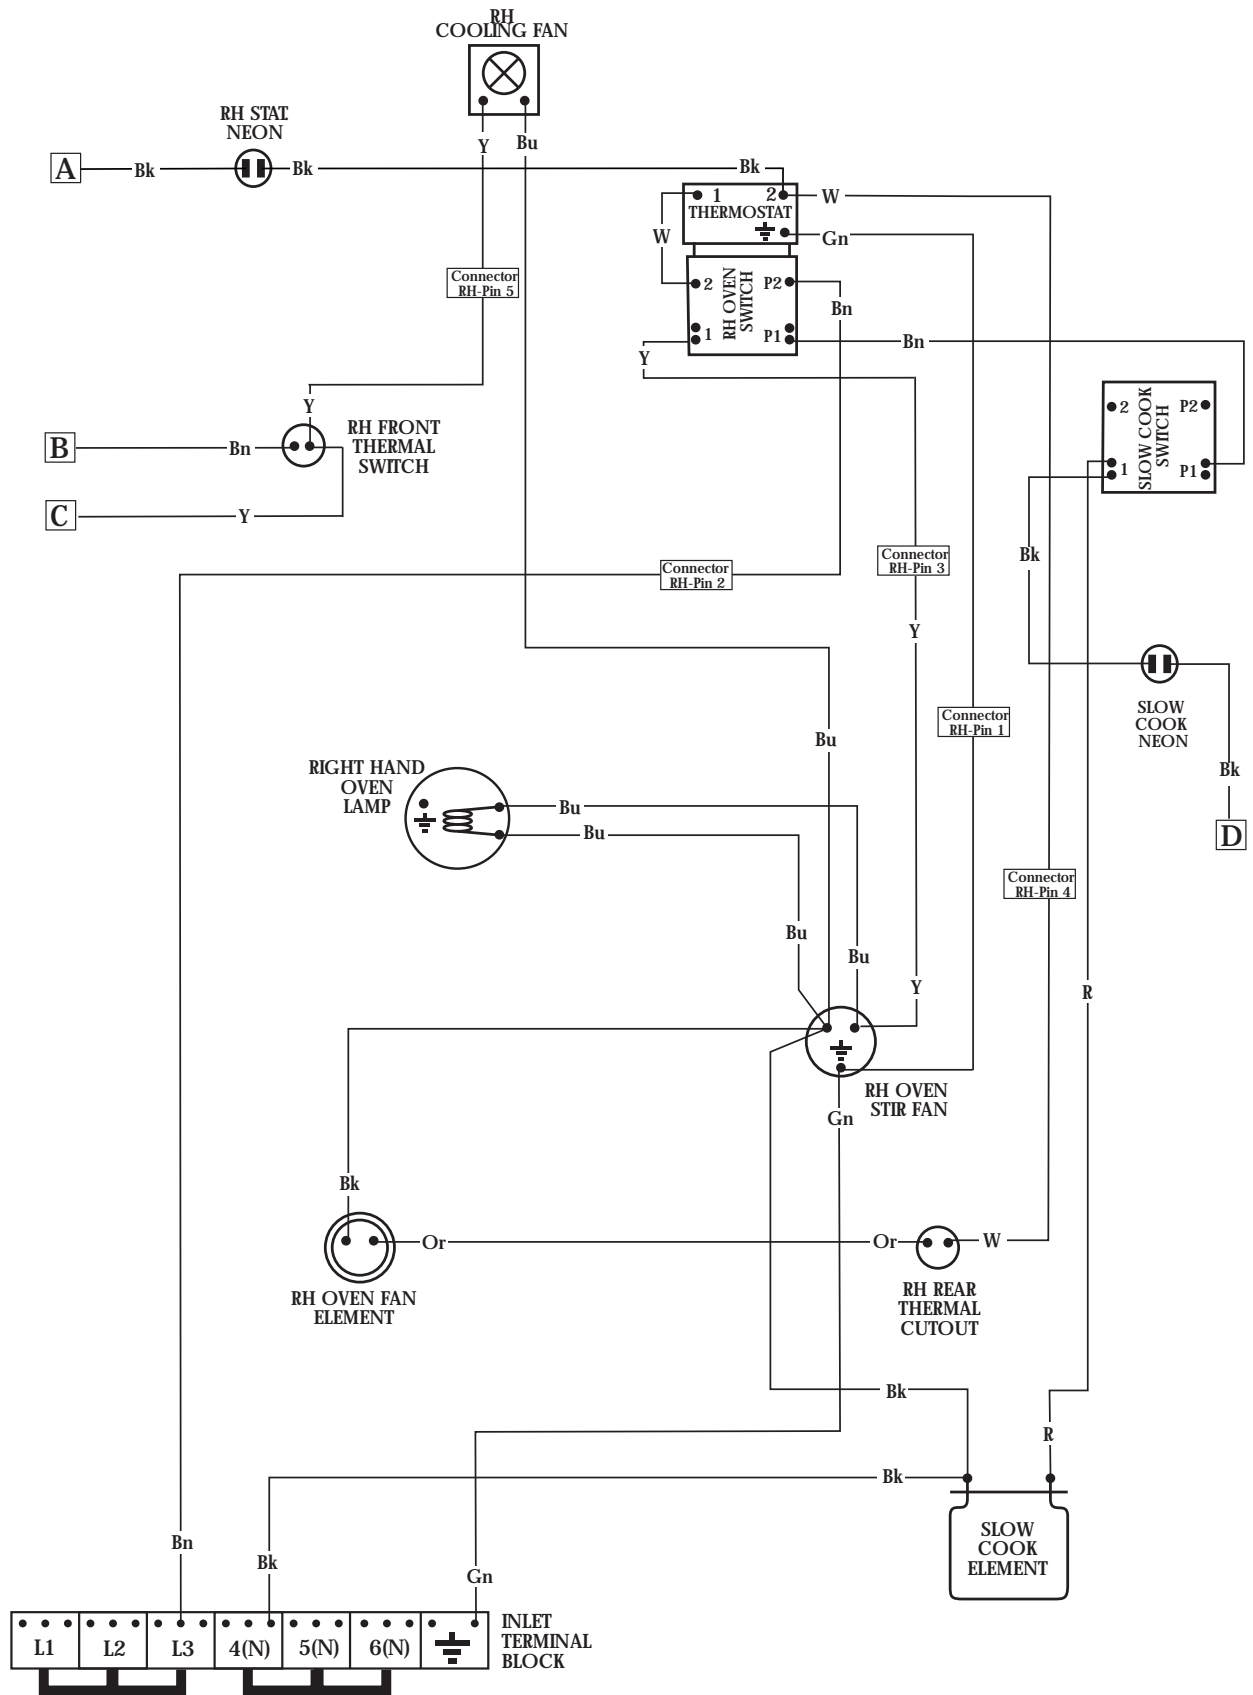 RH
COOLING FAN
RH STAT.
NEON
Y
Bu
A
Bk
Bk
Bk
1
2
W
THERMOSTAT
W
Gn
Connector
RH-Pin 5
2
RH OVEN
SWITCH
P2
Bn
1
P1
Bn
Y
Y
RH FRONT
THERMAL
SWITCH
B
Bn
2
SLOW COOK
SWITCH
P2
1
P1
C
Y
Connector
RH-Pin 2
Connector
RH-Pin 3
Bk
Y
SLOW
COOK
NEON
Connector
RH-Pin 1
Bu
Bk
RIGHT HAND
OVEN
LAMP
Bu
Bu
D
Connector
RH-Pin 4
Bu
Bu
Y
R
RH OVEN
STIR FAN
Gn
Bk
Or
Or
W
RH OVEN FAN
ELEMENT
RH REAR
THERMAL
CUTOUT
Bk
R
Bk
SLOW
COOK
ELEMENT
Bn
Bk
Gn
L1
L2
L3
4(N)
5(N)
6(N)
INLET
TERMINAL
BLOCK